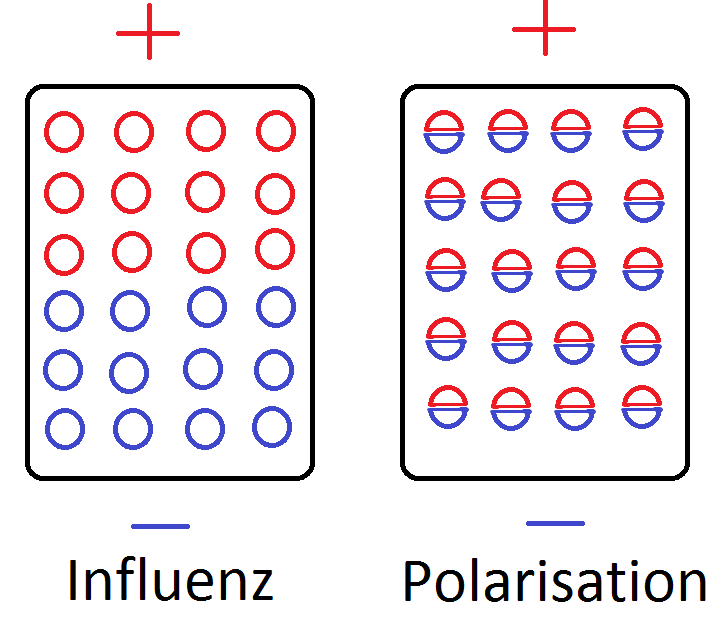 + +
− −
Influenz Polarisation